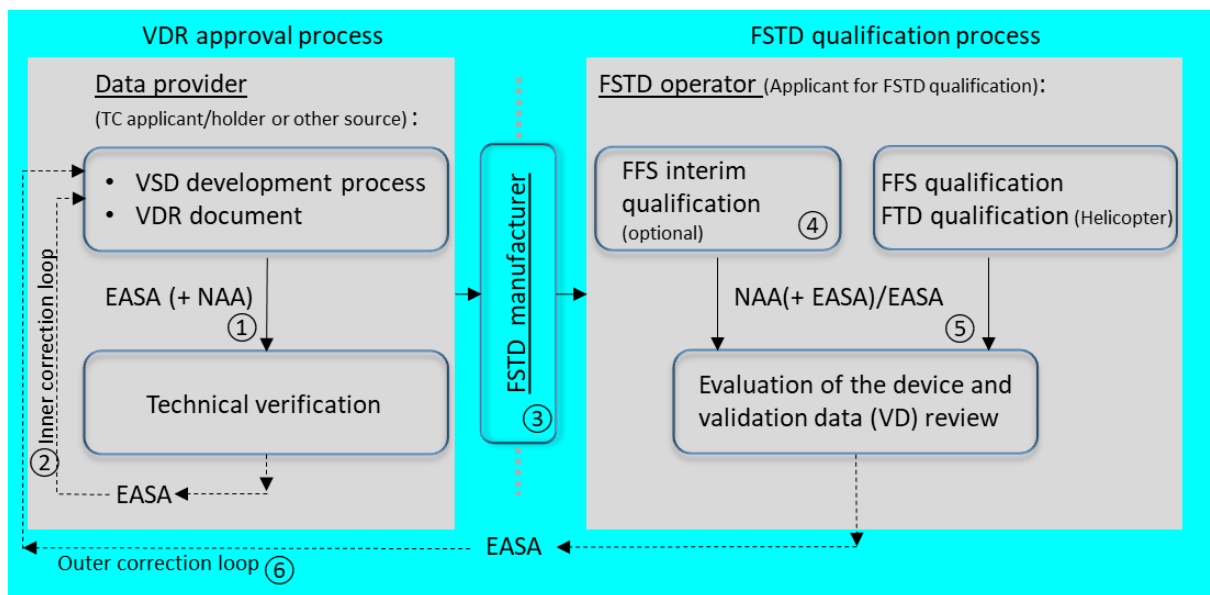 VDR approval process
FSTD qualification process
Data provider
(TC applicant/holder or other source) :
• VSD development process
• VDR document
EASA (+ NAA)
①
Technical verification
EASA
② Inner correction loop
FSTD manufacturer
③
FSTD operator (Applicant for FSTD qualification):
FFS interim
qualification
(optional)
④
FFS qualification
FTD qualification (Helicopter)
NAA(+ EASA)/EASA
⑤
Evaluation of the device and
validation data (VD) review
EASA
Outer correction loop ⑥